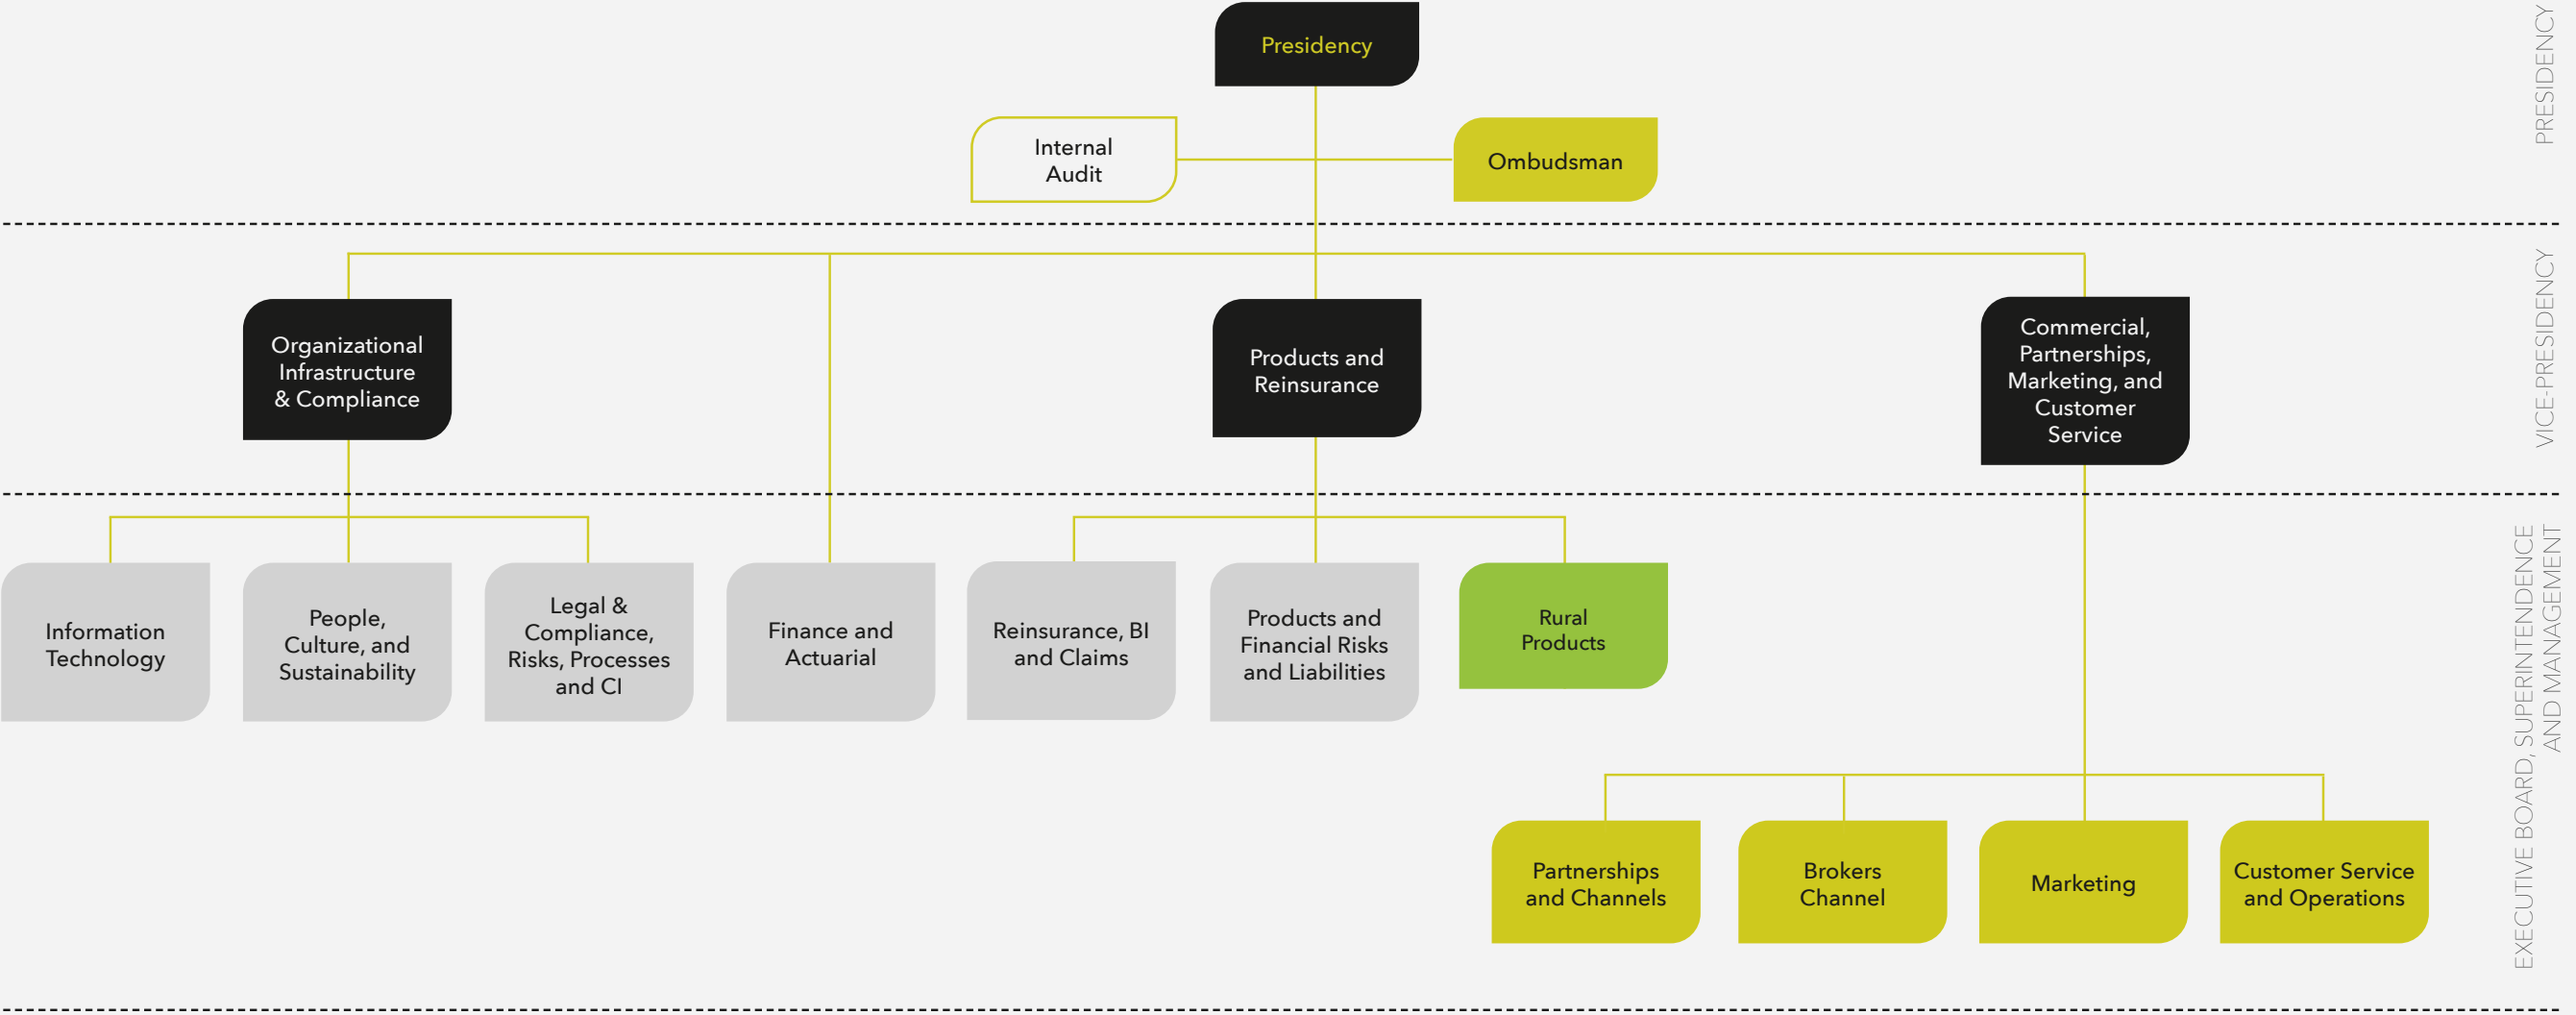 Presidency
Internal
Audit
Ombudsman
PRESIDENCY
Organizational
Infrastructure
& Compliance
Products and
Reinsurance
Commercial,
Partnerships,
Marketing, and
Customer
Service
VICE-PRESIDENCY
Information
Technology
People,
Culture, and
Sustainability
Legal &
Compliance,
Risks, Processes
and CI
Finance and
Actuarial
Reinsurance, BI
and Claims
Products and
Financial Risks
and Liabilities
Rural
Products
Partnerships
and Channels
Brokers
Channel
Marketing
Customer Service
and Operations
EXECUTIVE BOARD, SUPERINTENDENCE
AND MANAGEMENT